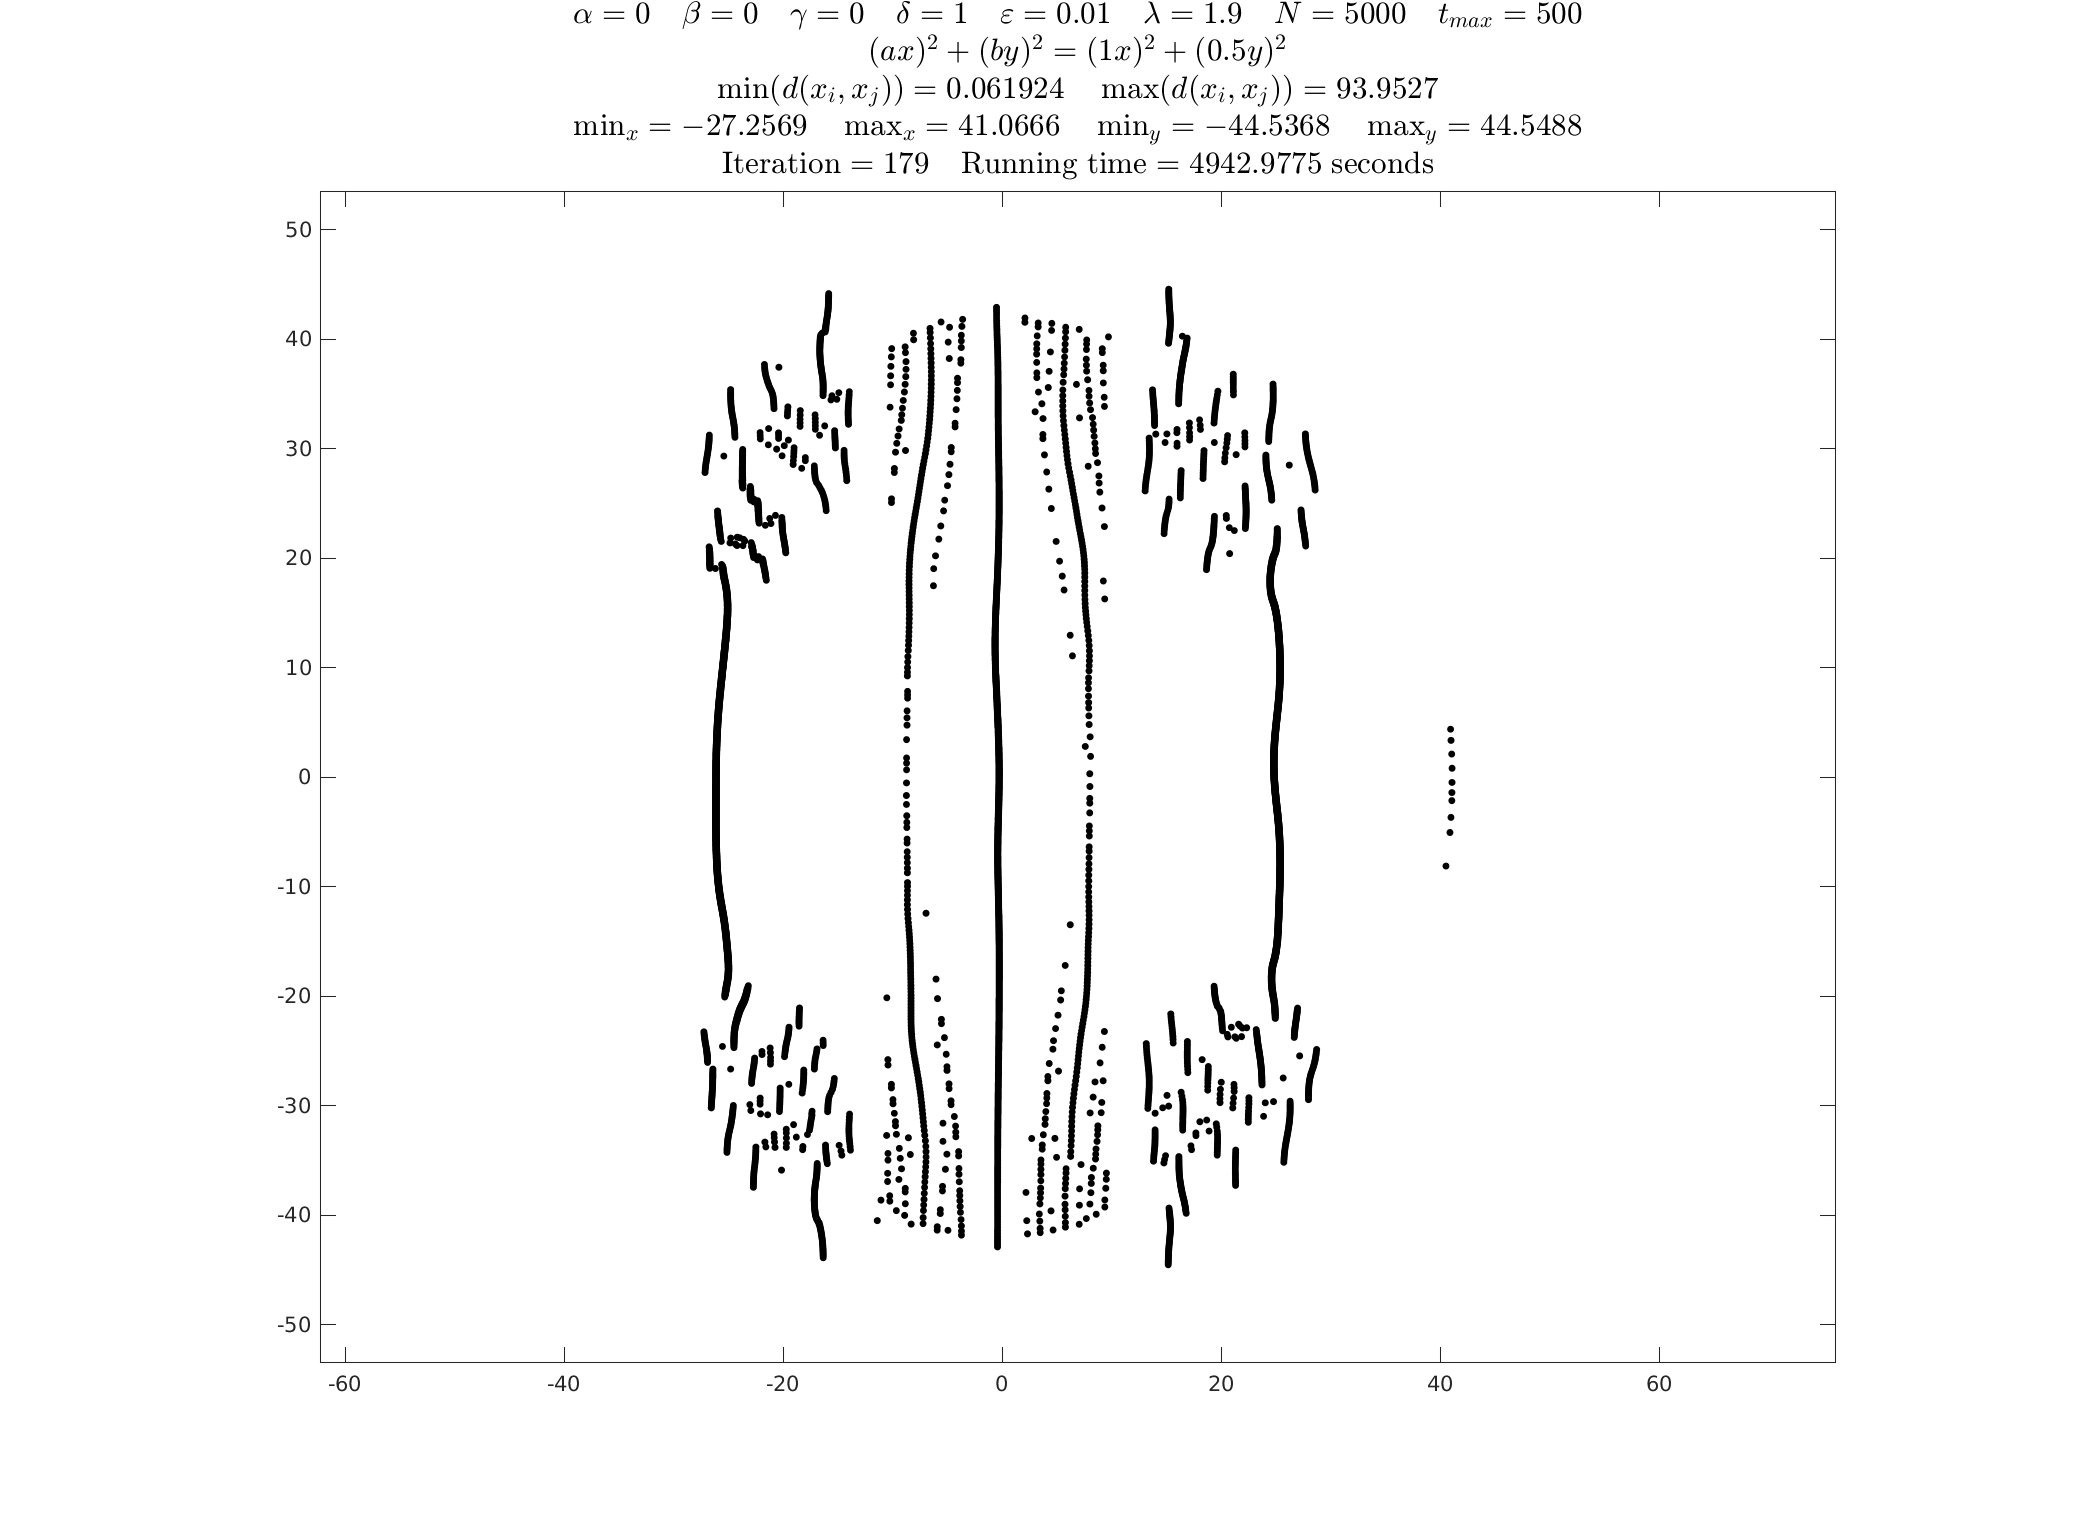 α = 0 β = 0 γ = 0 δ = 1 ε = 0.01 λ = 1.9 N = 5000 t_{max} = 500
(ax)² + (by)² = (1x)² + (0.5y)²
min(d(x_i, x_j)) = 0.061924 max(d(x_i, x_j)) = 93.9527
min_x = −27.2569 max_x = 41.0666 min_y = −44.5368 max_y = 44.5488
Iteration = 179 Running time = 4942.9775 seconds
50
40
30
20
10
0
-10
-20
-30
-40
-50
-60 -40 -20 0 20 40 60